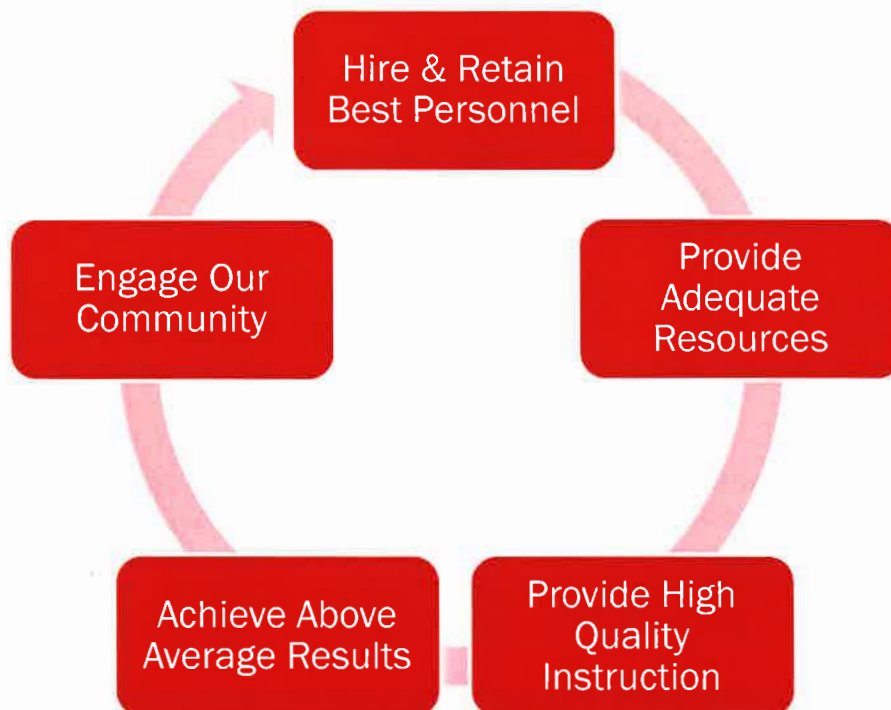 Hire & Retain
Best Personnel
Provide
Adequate
Resources
Provide High
Quality
Instruction
Achieve Above
Average Results
Engage Our
Community